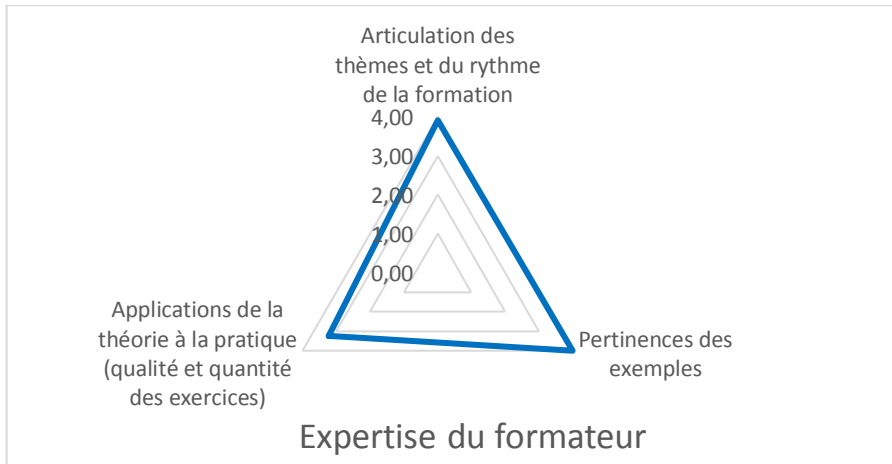 Articulation des
thèmes et du rythme
de la formation
4,00
3,00
2,00
1,00
0,00
Applications de la
théorie à la pratique
(qualité et quantité
des exercices)
Pertinences des
exemples
Expertise du formateur